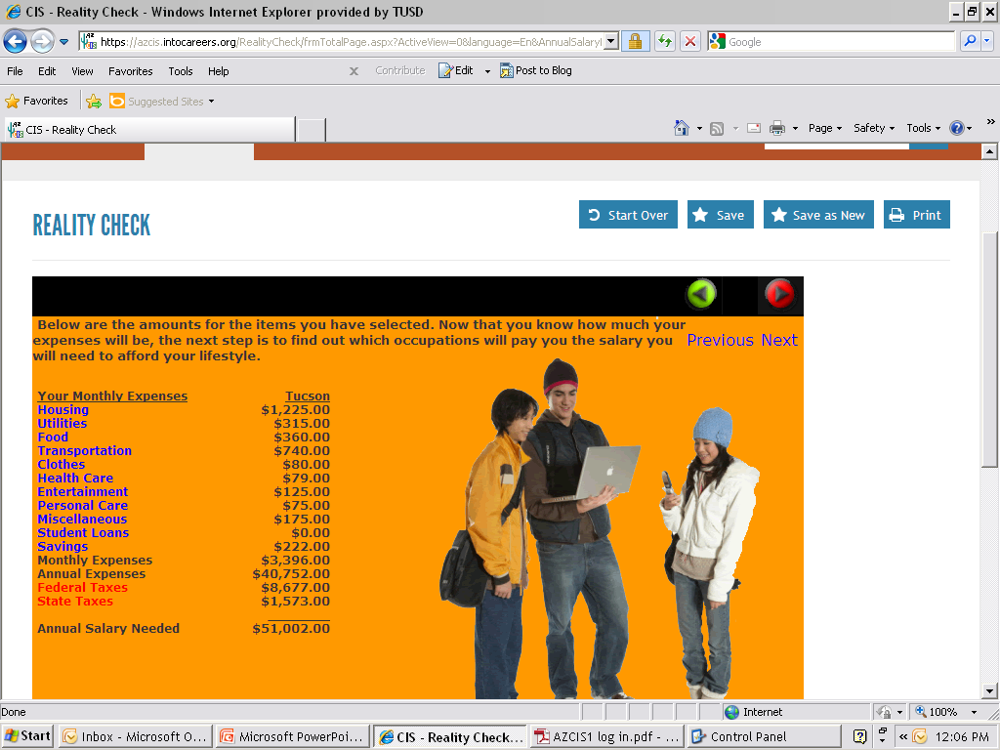 CIS - Reality Check - Windows Internet Explorer provided by TUSD
https://azcis.intocareers.org/RealityCheck/frmTotalPage.aspx?ActiveView=0&language=En&AnnualSalaryI
Google
File Edit View Favorites Tools Help x Contribute Edit Post to Blog
Favorites Suggested Sites
CIS - Reality Check Page Safety Tools »
REALITY CHECK
Start Over Save Save as New Print
Below are the amounts for the items you have selected. Now that you know how much your
expenses will be, the next step is to find out which occupations will pay you the salary you
will need to afford your lifestyle.
Previous Next
Your Monthly Expenses Tucson
Housing $1,225.00
Utilities $315.00
Food $360.00
Transportation $740.00
Clothes $80.00
Health Care $79.00
Entertainment $125.00
Personal Care $75.00
Miscellaneous $175.00
Student Loans $0.00
Savings $222.00
Monthly Expenses $3,396.00
Annual Expenses $40,752.00
Federal Taxes $8,677.00
State Taxes $1,573.00
Annual Salary Needed $51,002.00
Done Internet 100%
Start Inbox - Microsoft O... Microsoft PowerPoi... CIS - Reality Check... AZCIS1 log in.pdf - ... Control Panel « 12:06 PM